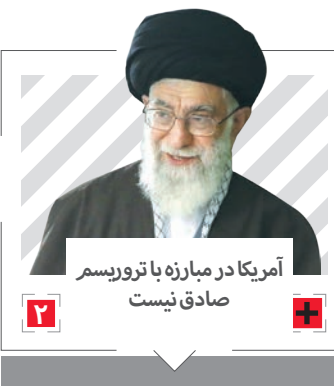 آمریکا در مبارزه با تروریسم
صادق نیست
۲